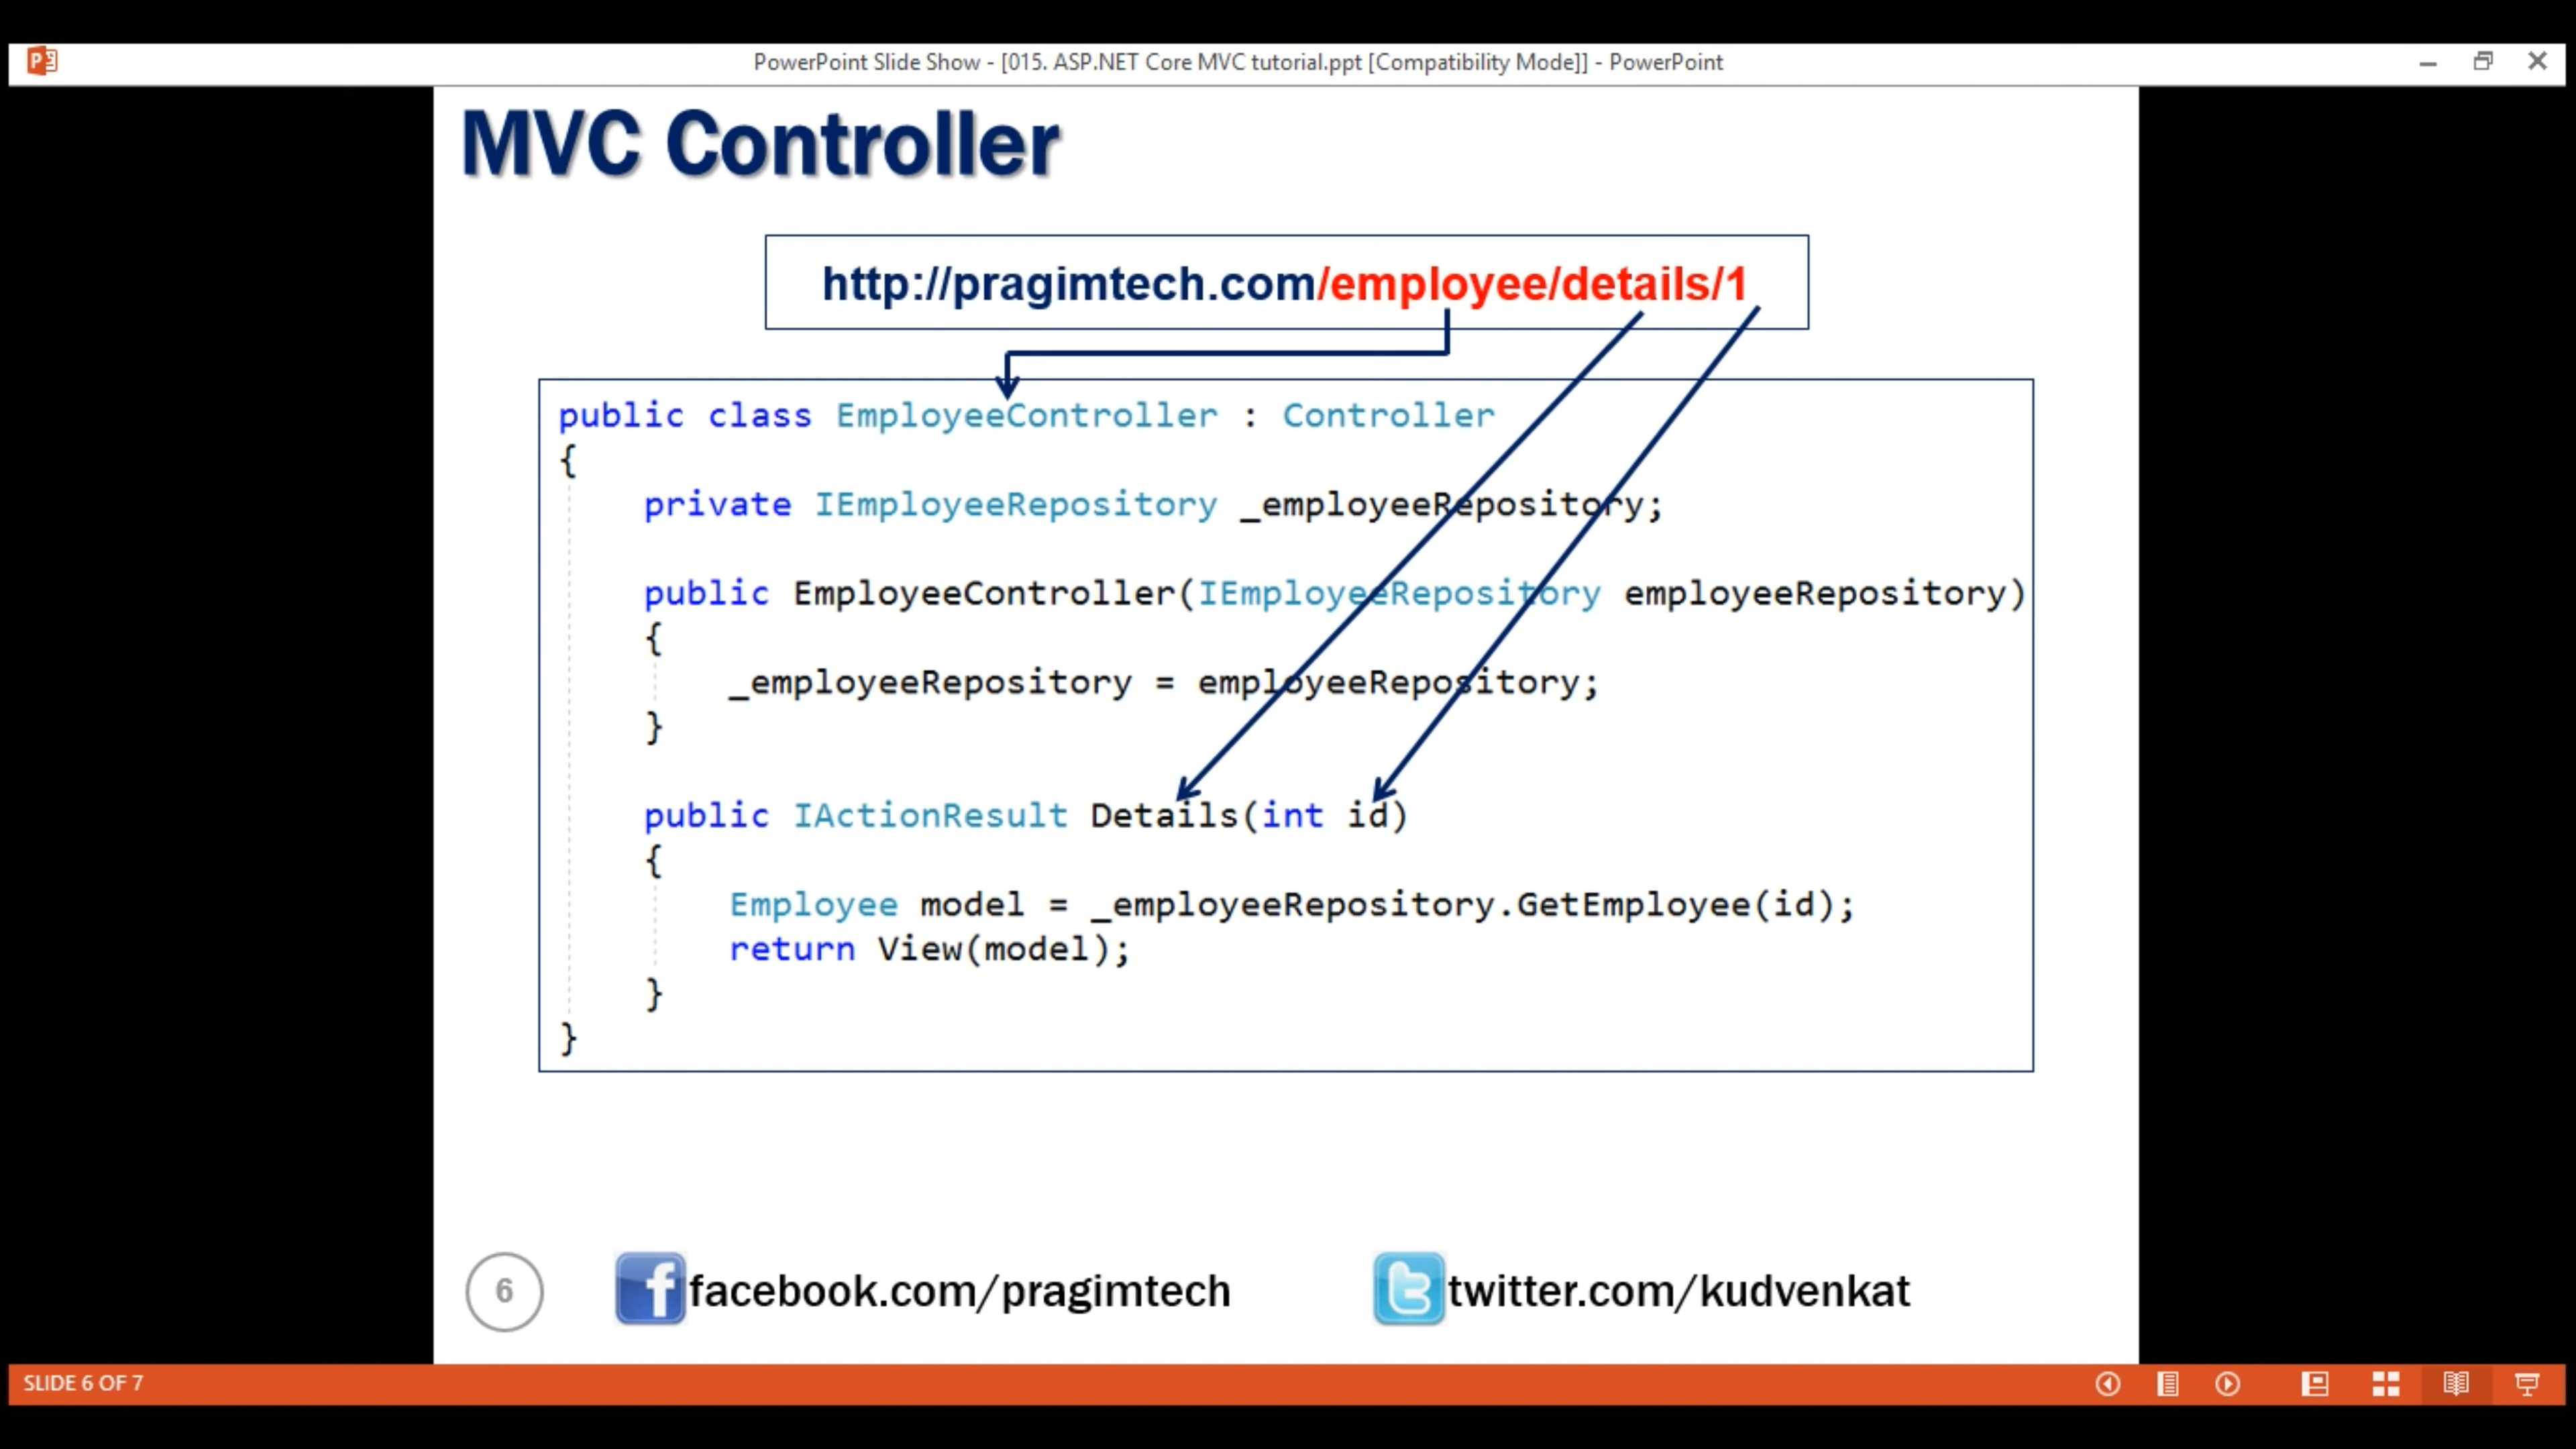 PowerPoint Slide Show - [015. ASP.NET Core MVC tutorial.ppt [Compatibility Mode]] - PowerPoint
MVC Controller
http://pragimtech.com/employee/details/1
public class EmployeeController : Controller
{
private IEmployeeRepository _employeeRepository;
public EmployeeController(IEmployeeRepository employeeRepository)
{
_employeeRepository = employeeRepository;
}
public IActionResult Details(int id)
{
Employee model = _employeeRepository.GetEmployee(id);
return View(model);
}
}
6 facebook.com/pragimtech twitter.com/kudvenkat
SLIDE 6 OF 7